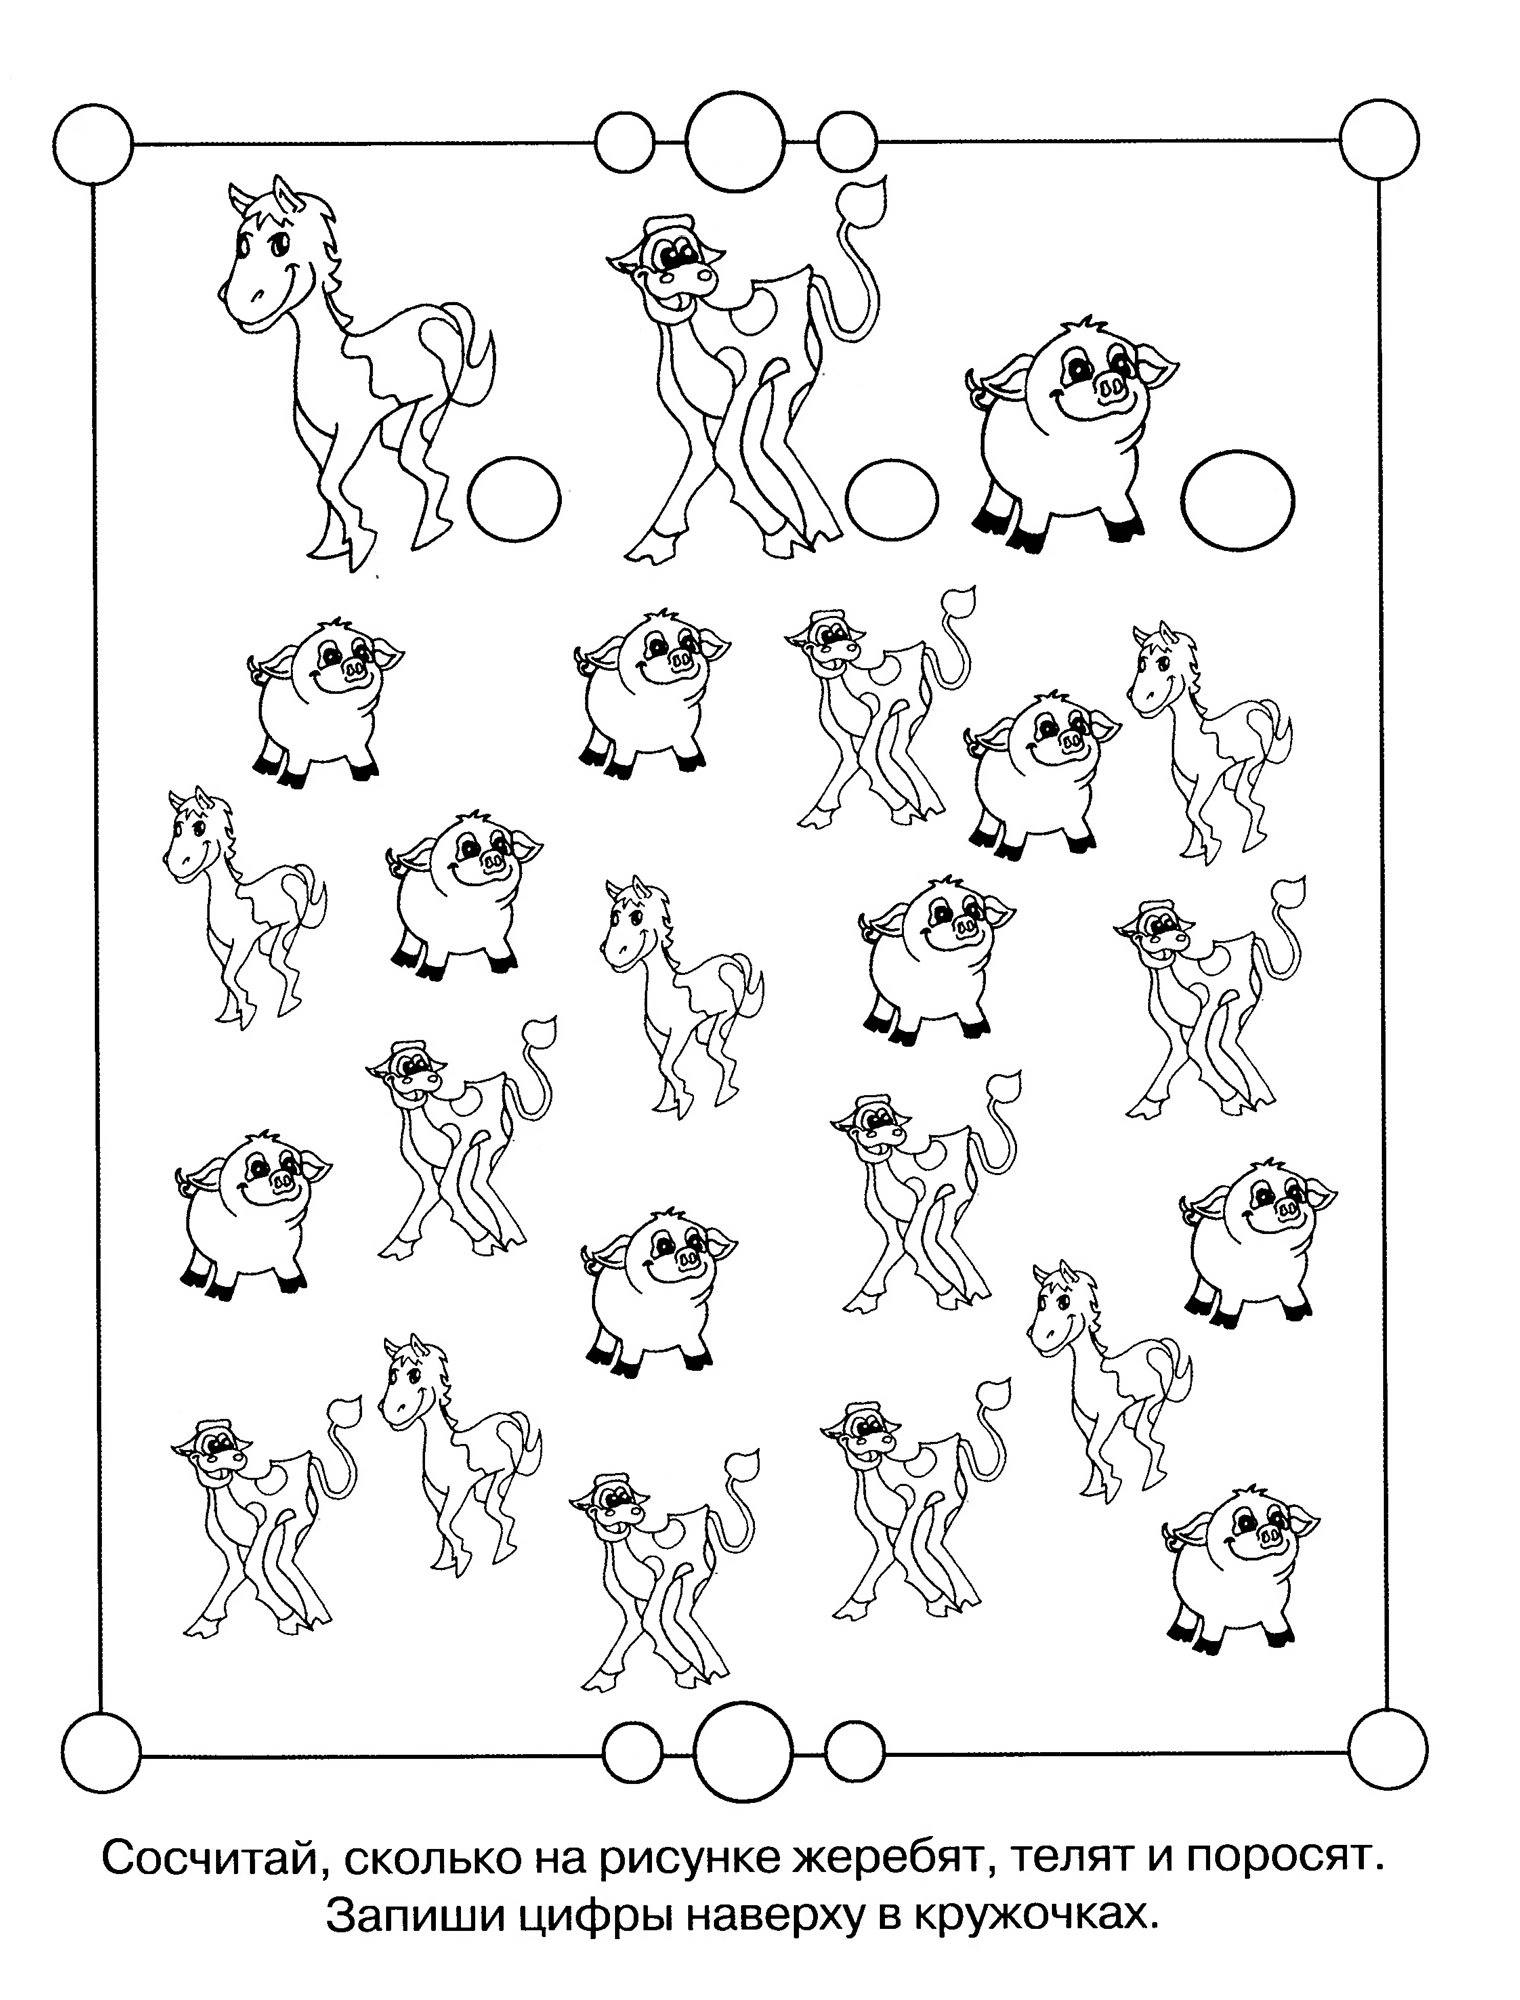 Сосчитай, сколько на рисунке жеребят, телят и поросят.
Запиши цифры наверху в кружочках.